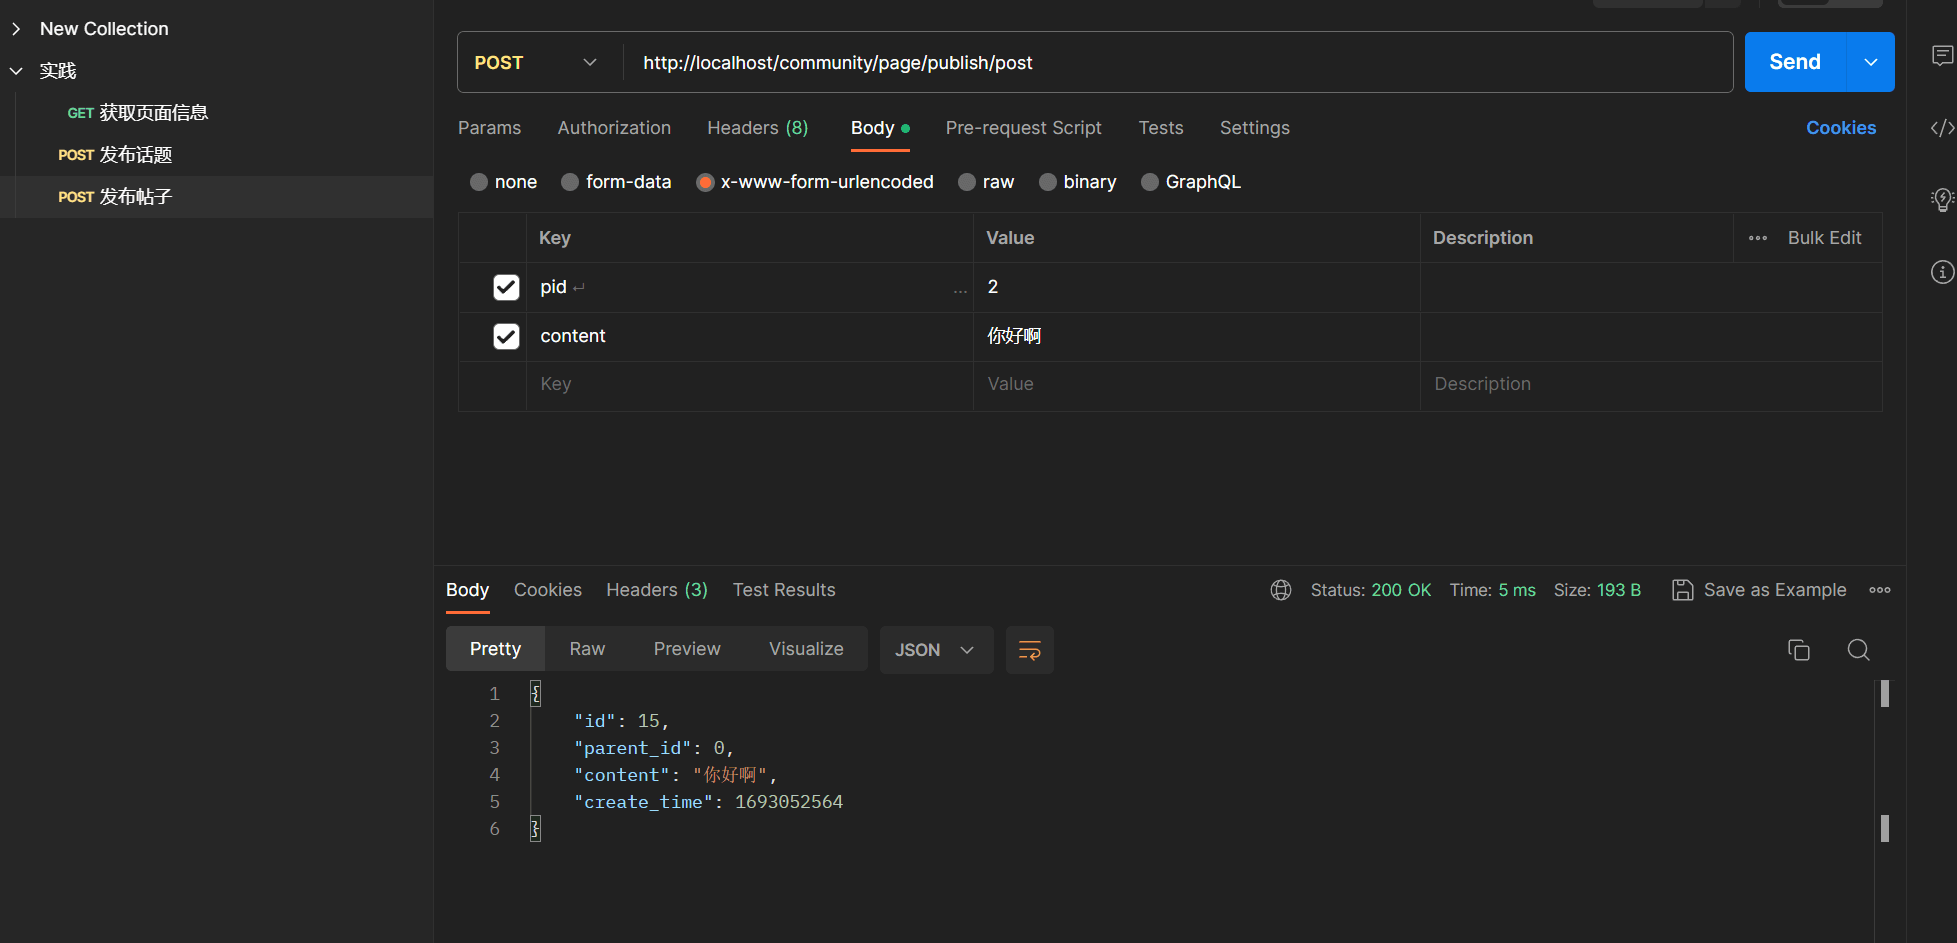 New Collection
实践
GET 获取页面信息
POST 发布话题
POST 发布帖子
POST http://localhost/community/page/publish/post Send
Params Authorization Headers (8) Body Pre-request Script Tests Settings Cookies
none form-data x-www-form-urlencoded raw binary GraphQL
Key Value Description ••• Bulk Edit
pid ↵ ... 2
content 你好啊
Key Value Description
Body Cookies Headers (3) Test Results Status: 200 OK Time: 5 ms Size: 193 B Save as Example
Pretty Raw Preview Visualize JSON
1 {
2 "id": 15,
3 "parent_id": 0,
4 "content": "你好啊",
5 "create_time": 1693052564
6 }